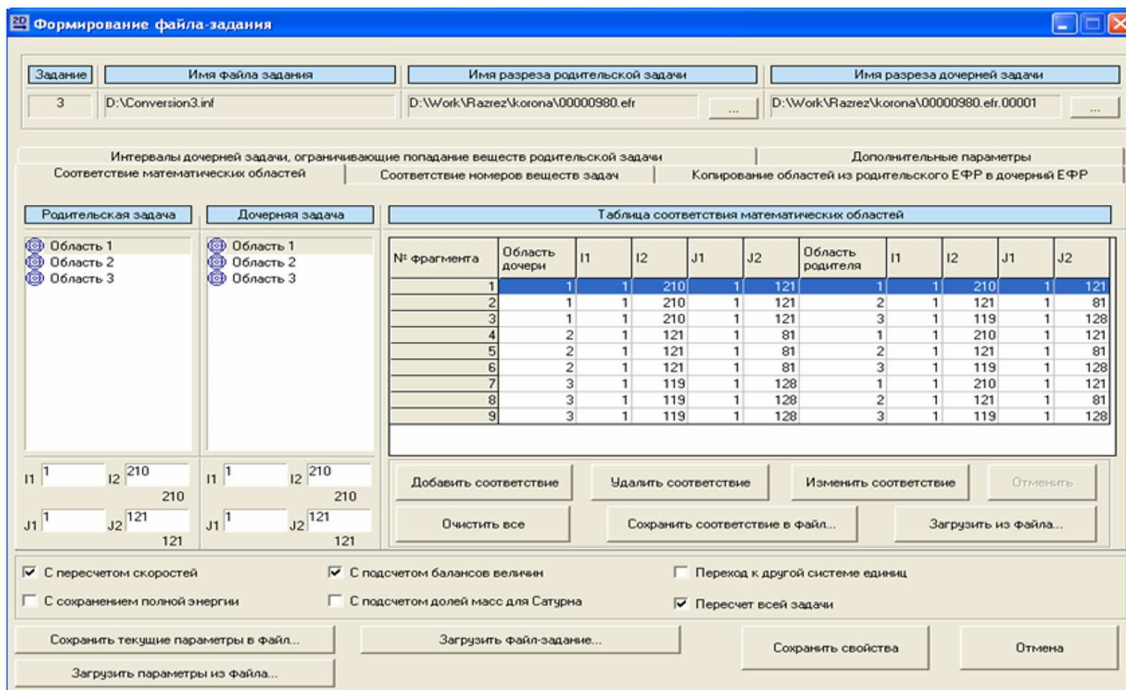 2D Формирование файла-задания
Задание Имя файла задания Имя разреза родительской задачи Имя разреза дочерней задачи
3 D:\Conversion3.inf D:\Work\Razrez\korona\00000980.efr ... D:\Work\Razrez\korona\00000980.efr.00001 ...
Интервалы дочерней задачи, ограничивающие попадание веществ родительской задачи Дополнительные параметры
Соответствие математических областей Соответствие номеров веществ задач Копирование областей из родительского ЕФР в дочерний ЕФР
Родительская задача Дочерняя задача Таблица соответствия математических областей
Область 1 Область 1
Область 2 Область 2
Область 3 Область 3
№ фрагмента Область дочери I1 I2 J1 J2 Область родителя I1 I2 J1 J2
1 1 1 210 1 121 1 1 210 1 121
2 1 1 210 1 121 2 1 121 1 81
3 1 1 210 1 121 3 1 119 1 128
4 2 1 121 1 81 1 1 210 1 121
5 2 1 121 1 81 2 1 121 1 81
6 2 1 121 1 81 3 1 119 1 128
7 3 1 119 1 128 1 1 210 1 121
8 3 1 119 1 128 2 1 121 1 81
9 3 1 119 1 128 3 1 119 1 128
I1 1 I2 210 I1 1 I2 210
210 210
J1 1 J2 121 J1 1 J2 121
121 121
Добавить соответствие Удалить соответствие Изменить соответствие Отменить
Очистить все Сохранить соответствие в файл... Загрузить из файла...
С пересчетом скоростей С подсчетом балансов величин Переход к другой системе единиц
С сохранением полной энергии С подсчетом долей масс для Сатурна Пересчет всей задачи
Сохранить текущие параметры в файл... Загрузить файл-задание... Сохранить свойства Отмена
Загрузить параметры из файла...